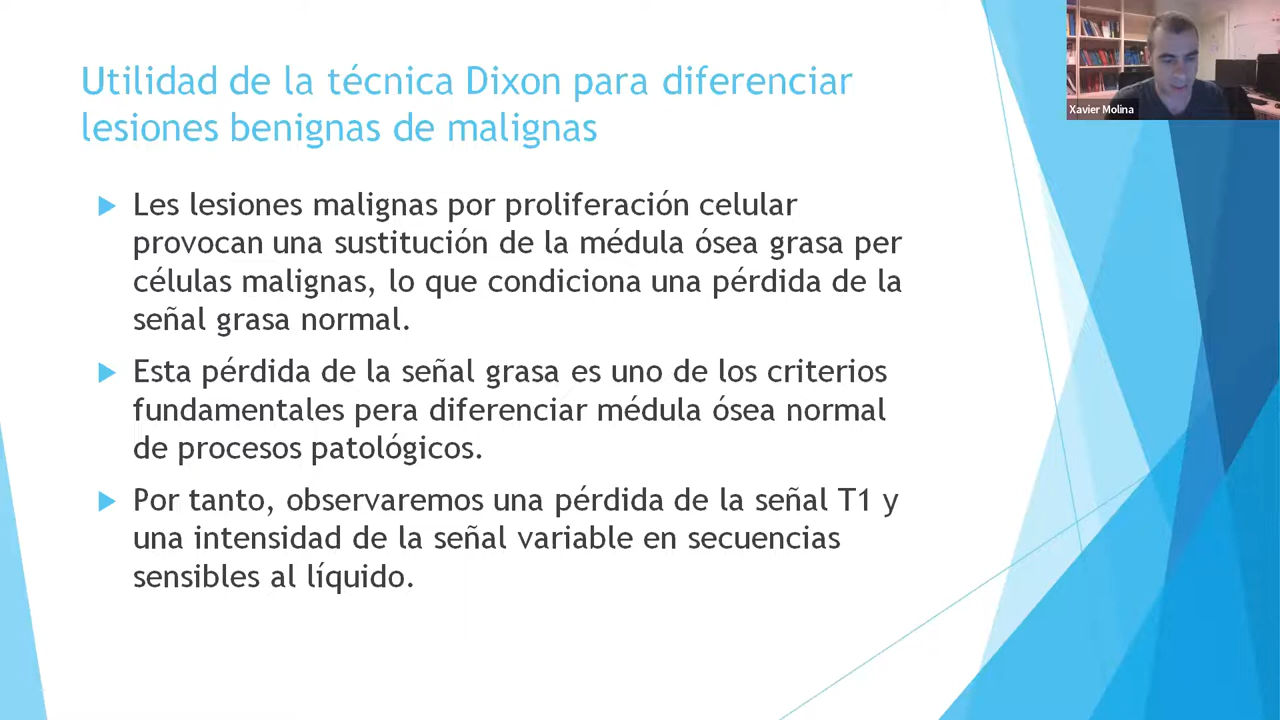 Utilidad de la técnica Dixon para diferenciar
lesiones benignas de malignas
Les lesiones malignas por proliferación celular
provocan una sustitución de la médula ósea grasa per
células malignas, lo que condiciona una pérdida de la
señal grasa normal.
Esta pérdida de la señal grasa es uno de los criterios
fundamentales pera diferenciar médula ósea normal
de procesos patológicos.
Por tanto, observaremos una pérdida de la señal T1 y
una intensidad de la señal variable en secuencias
sensibles al líquido.
Xavier Molina